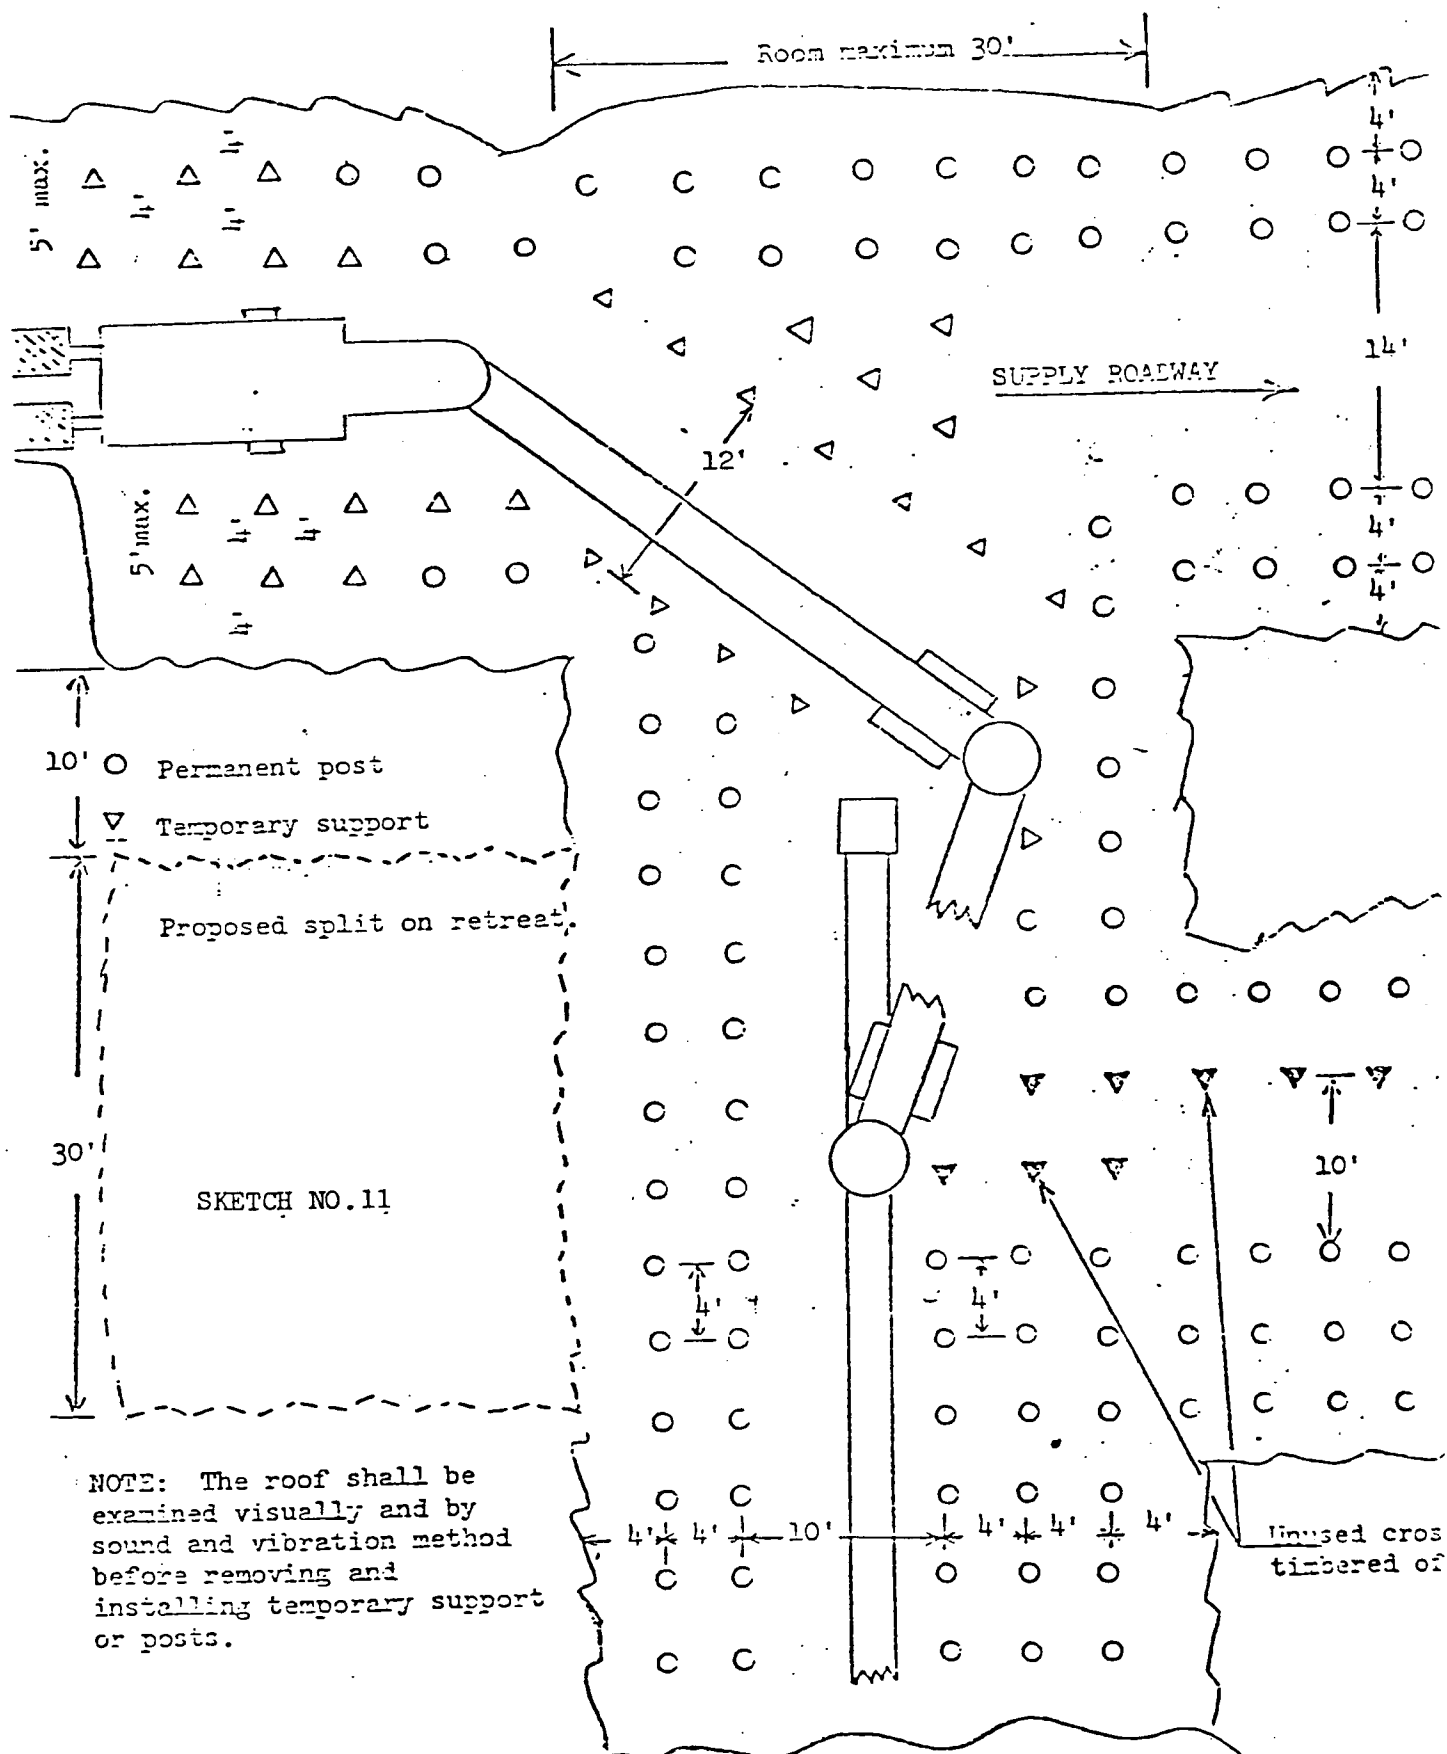 Room maximum 30'
5' max.
4'
4'
4'
4'
4'
14'
SUPPLY ROADWAY
12'
5'max.
4'
4'
4'
4'
4'
10'
Permanent post
Temporary support
Proposed split on retreat.
30'
SKETCH NO.11
10'
4'
4'
NOTE: The roof shall be
examined visually and by
sound and vibration method
before removing and
installing temporary support
or posts.
4' 4' 10' 4' 4' 4'
Unused cros
timbered of